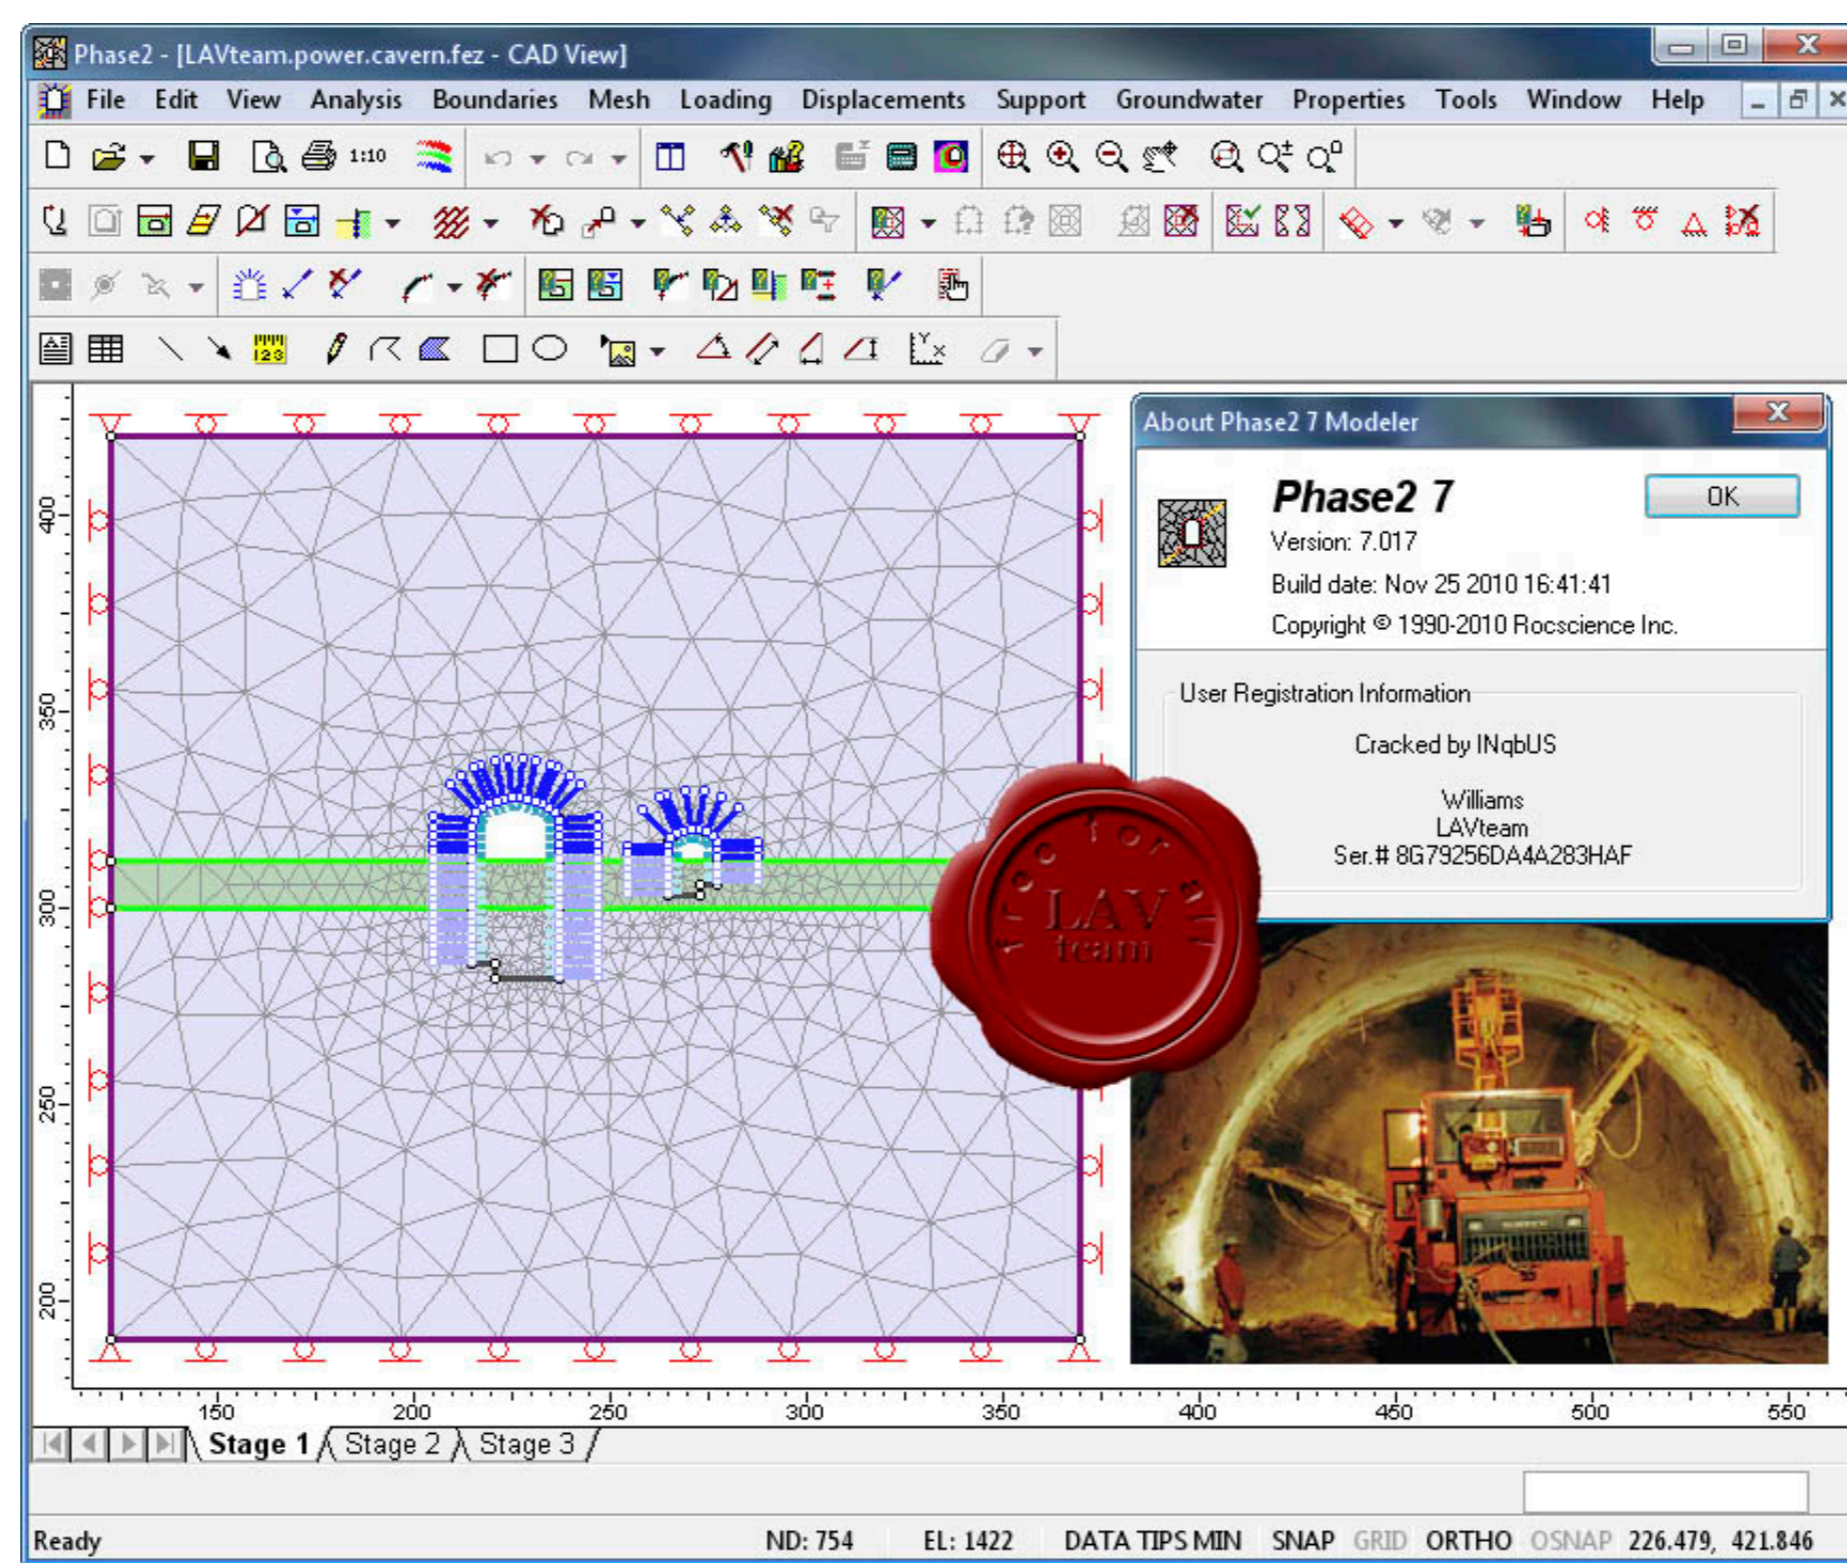 Phase2 - [LAVteam.power.cavern.fez - CAD View]
File Edit View Analysis Boundaries Mesh Loading Displacements Support Groundwater Properties Tools Window Help
1:10
123
About Phase2 7 Modeler
Phase2 7
OK
Version: 7.017
Build date: Nov 25 2010 16:41:41
Copyright © 1990-2010 Rocscience Inc.
User Registration Information
Cracked by INqbUS
Williams
LAVteam
Ser.# 8G79256DA4A283HAF
free for all
LAV
team
400
350
300
250
200
150 200 250 300 350 400 450 500 550
Stage 1 Stage 2 Stage 3
Ready ND: 754 EL: 1422 DATA TIPS MIN SNAP GRID ORTHO OSNAP 226.479, 421.846